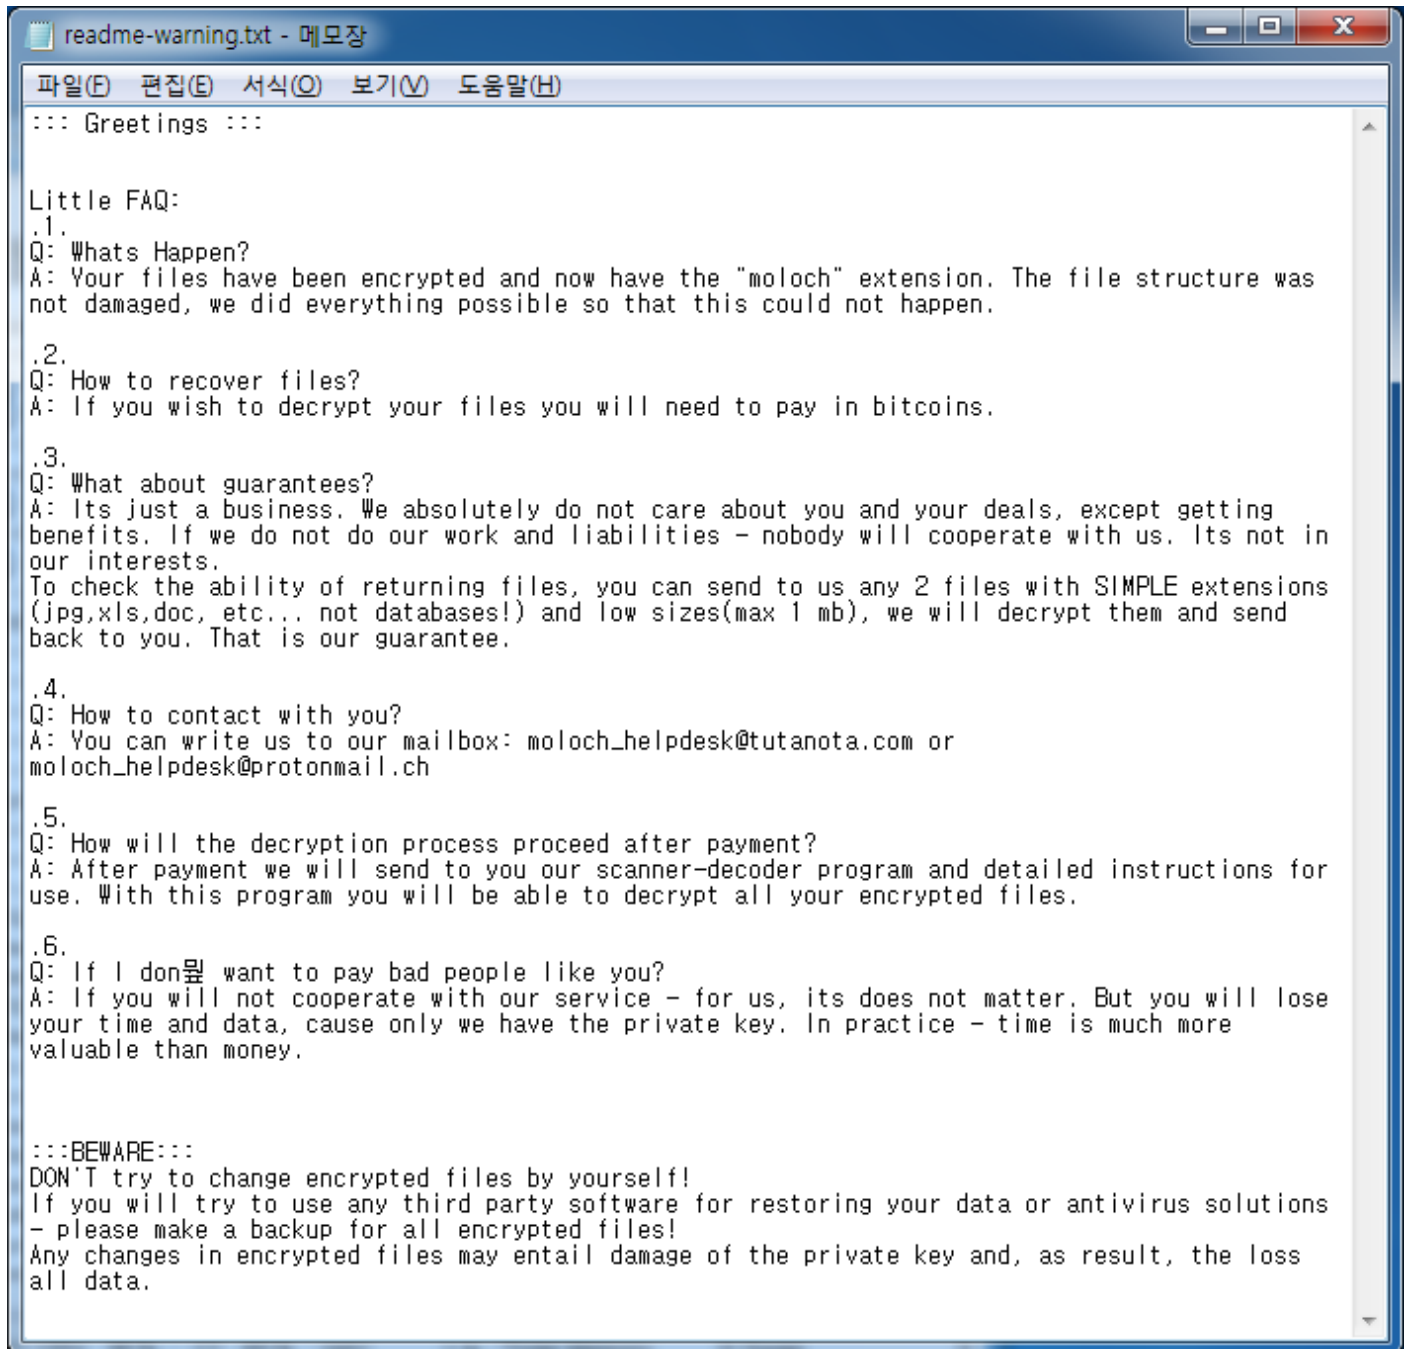 readme-warning.txt - 메모장
파일(F) 편집(E) 서식(O) 보기(V) 도움말(H)
::: Greetings :::
Little FAQ:
.1.
Q: Whats Happen?
A: Your files have been encrypted and now have the "moloch" extension. The file structure was
not damaged, we did everything possible so that this could not happen.
.2.
Q: How to recover files?
A: If you wish to decrypt your files you will need to pay in bitcoins.
.3.
Q: What about guarantees?
A: Its just a business. We absolutely do not care about you and your deals, except getting
benefits. If we do not do our work and liabilities - nobody will cooperate with us. Its not in
our interests.
To check the ability of returning files, you can send to us any 2 files with SIMPLE extensions
(jpg,xls,doc, etc... not databases!) and low sizes(max 1 mb), we will decrypt them and send
back to you. That is our guarantee.
.4.
Q: How to contact with you?
A: You can write us to our mailbox: moloch_helpdesk@tutanota.com or
moloch_helpdesk@protonmail.ch
.5.
Q: How will the decryption process proceed after payment?
A: After payment we will send to you our scanner-decoder program and detailed instructions for
use. With this program you will be able to decrypt all your encrypted files.
.6.
Q: If I don뭪 want to pay bad people like you?
A: If you will not cooperate with our service - for us, its does not matter. But you will lose
your time and data, cause only we have the private key. In practice - time is much more
valuable than money.
:::BEWARE:::
DON'T try to change encrypted files by yourself!
If you will try to use any third party software for restoring your data or antivirus solutions
- please make a backup for all encrypted files!
Any changes in encrypted files may entail damage of the private key and, as result, the loss
all data.